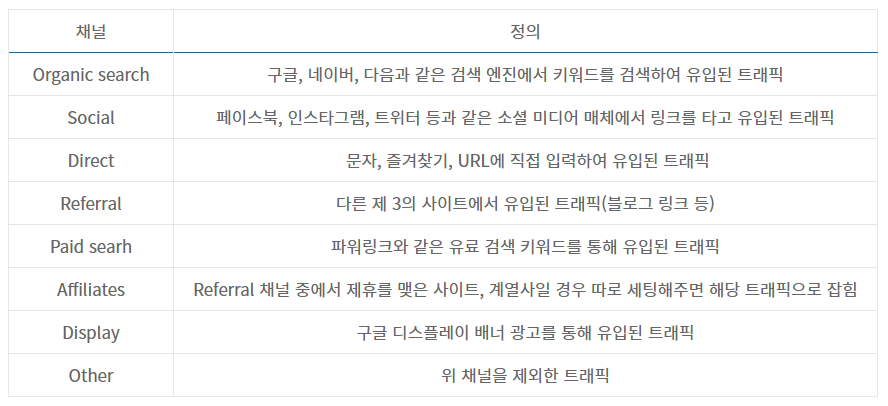 채널 정의
Organic search 구글, 네이버, 다음과 같은 검색 엔진에서 키워드를 검색하여 유입된 트래픽
Social 페이스북, 인스타그램, 트위터 등과 같은 소셜 미디어 매체에서 링크를 타고 유입된 트래픽
Direct 문자, 즐겨찾기, URL에 직접 입력하여 유입된 트래픽
Referral 다른 제 3의 사이트에서 유입된 트래픽(블로그 링크 등)
Paid searh 파워링크와 같은 유료 검색 키워드를 통해 유입된 트래픽
Affiliates Referral 채널 중에서 제휴를 맺은 사이트, 계열사일 경우 따로 세팅해주면 해당 트래픽으로 잡힘
Display 구글 디스플레이 배너 광고를 통해 유입된 트래픽
Other 위 채널을 제외한 트래픽